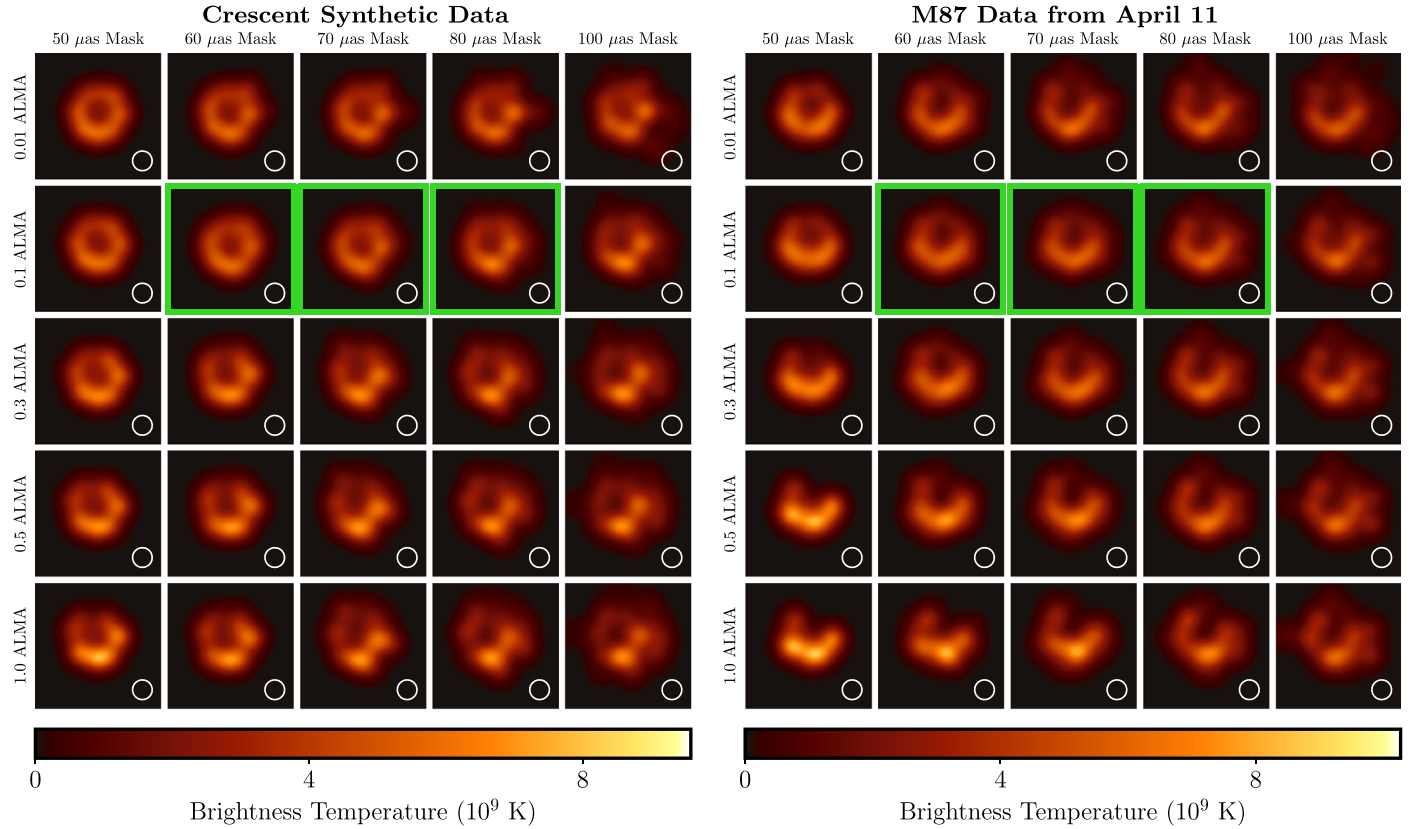 Crescent Synthetic Data
M87 Data from April 11
50 μas Mask
60 μas Mask
70 μas Mask
80 μas Mask
100 μas Mask
50 μas Mask
60 μas Mask
70 μas Mask
80 μas Mask
100 μas Mask
0.01 ALMA
0.01 ALMA
0.1 ALMA
0.1 ALMA
0.3 ALMA
0.3 ALMA
0.5 ALMA
0.5 ALMA
1.0 ALMA
1.0 ALMA
0 4 8
0 4 8
Brightness Temperature (10⁹ K)
Brightness Temperature (10⁹ K)